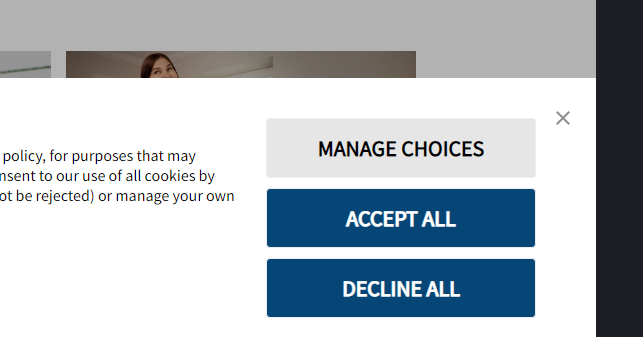 policy, for purposes that may
nsent to our use of all cookies by
ot be rejected) or manage your own
MANAGE CHOICES
ACCEPT ALL
DECLINE ALL